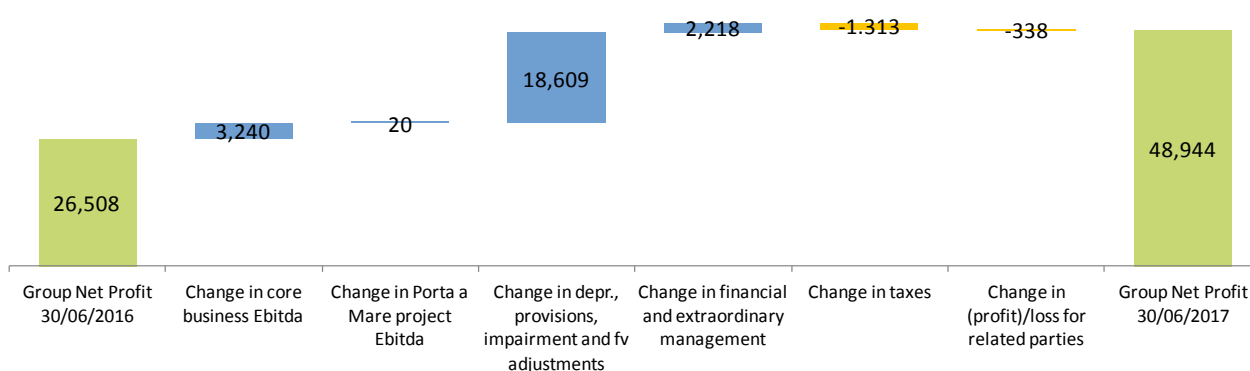 26,508
3,240
20
18,609
2,218
-1.313
-338
48,944
Group Net Profit
30/06/2016
Change in core
business Ebitda
Change in Porta a
Mare project
Ebitda
Change in depr.,
provisions,
impairment and fv
adjustments
Change in financial
and extraordinary
management
Change in taxes
Change in
(profit)/loss for
related parties
Group Net Profit
30/06/2017